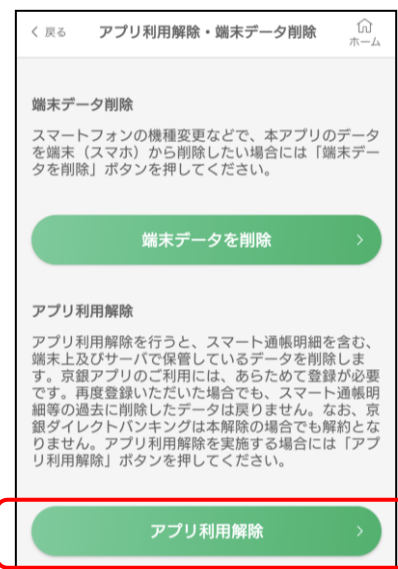 く 戻る アプリ利用解除・端末データ削除 ホーム
端末データ削除
スマートフォンの機種変更などで、本アプリのデータ
を端末（スマホ）から削除したい場合には「端末デー
タを削除」ボタンを押してください。
端末データを削除
アプリ利用解除
アプリ利用解除を行うと、スマート通帳明細を含む、
端末上及びサーバで保管しているデータを削除しま
す。京銀アプリのご利用には、あらためて登録が必要
です。再度登録いただいた場合でも、スマート通帳明
細等の過去に削除したデータは戻りません。なお、京
銀ダイレクトバンキングは本解除の場合でも解約とな
りません。アプリ利用解除を実施する場合には「アプ
リ利用解除」ボタンを押してください。
アプリ利用解除